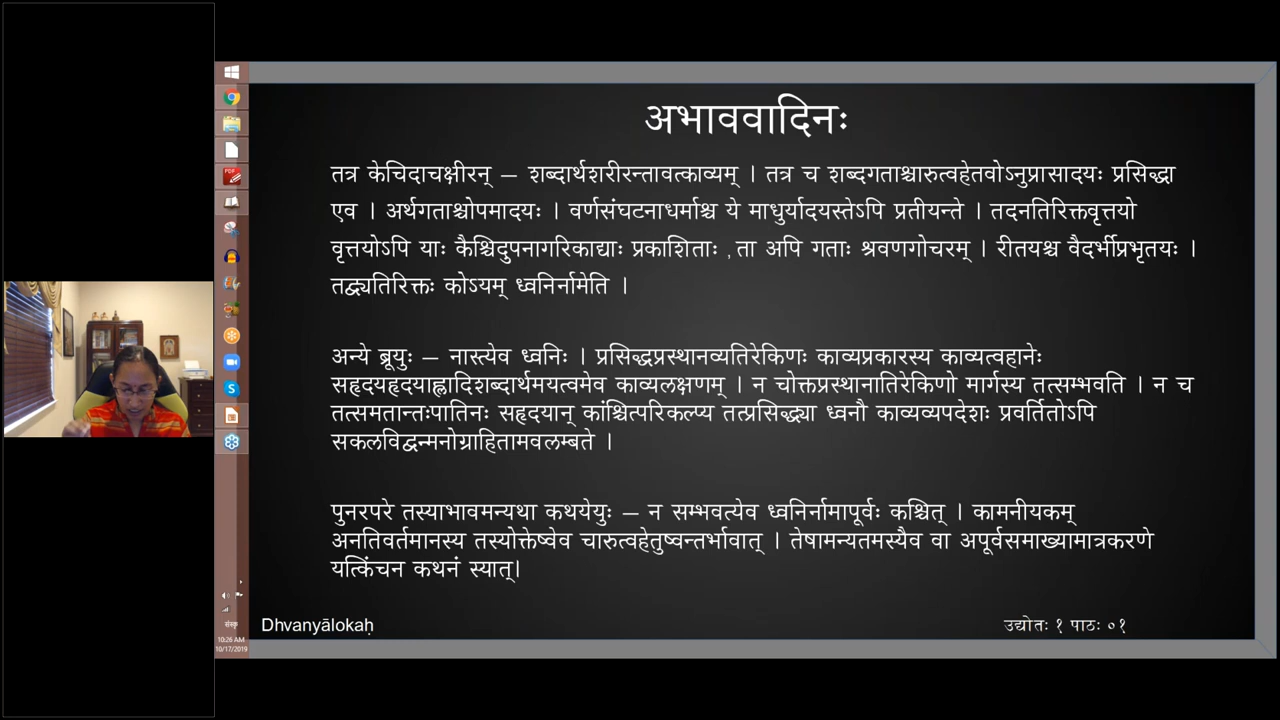 अभाववादिनः
तत्र केचिदाचक्षीरन् — शब्दार्थशरीरन्तावत्काव्यम् । तत्र च शब्दगताश्चारुत्वहेतवोऽनुप्रासादयः प्रसिद्धा
एव । अर्थगताश्चोपमादयः । वर्णसंघटनाधर्माश्च ये माधुर्यादयस्तेऽपि प्रतीयन्ते । तदनतिरिक्तवृत्तयो
वृत्तयोऽपि याः कैश्चिदुपनागरिकाद्याः प्रकाशिताः , ता अपि गताः श्रवणगोचरम् । रीतयश्च वैदर्भीप्रभृतयः ।
तद्व्यतिरिक्तः कोऽयम् ध्वनिर्नामेति ।
अन्ये ब्रूयुः — नास्त्येव ध्वनिः । प्रसिद्धप्रस्थानव्यतिरेकिणः काव्यप्रकारस्य काव्यत्वहानेः
सहृदयहृदयाह्लादिशब्दार्थमयत्वमेव काव्यलक्षणम् । न चोक्तप्रस्थानातिरेकिणो मार्गस्य तत्सम्भवति । न च
तत्समतान्तःपातिनः सहृदयान् कांश्चित्परिकल्प्य तत्प्रसिद्ध्या ध्वनौ काव्यव्यपदेशः प्रवर्तितोऽपि
सकलविद्वन्मनोग्राहितामवलम्बते ।
पुनरपरे तस्याभावमन्यथा कथयेयुः — न सम्भवत्येव ध्वनिर्नामापूर्वः कश्चित् । कामनीयकम्
अनतिवर्तमानस्य तस्योक्तेष्वेव चारुत्वहेतुष्वन्तर्भावात् । तेषामन्यतमस्यैव वा अपूर्वसमाख्यामात्रकरणे
यत्किंचन कथनं स्यात्।
Dhvanyālokaḥ
उद्योतः १ पाठः ०१
संस्कृ
10:26 AM
10/17/2019